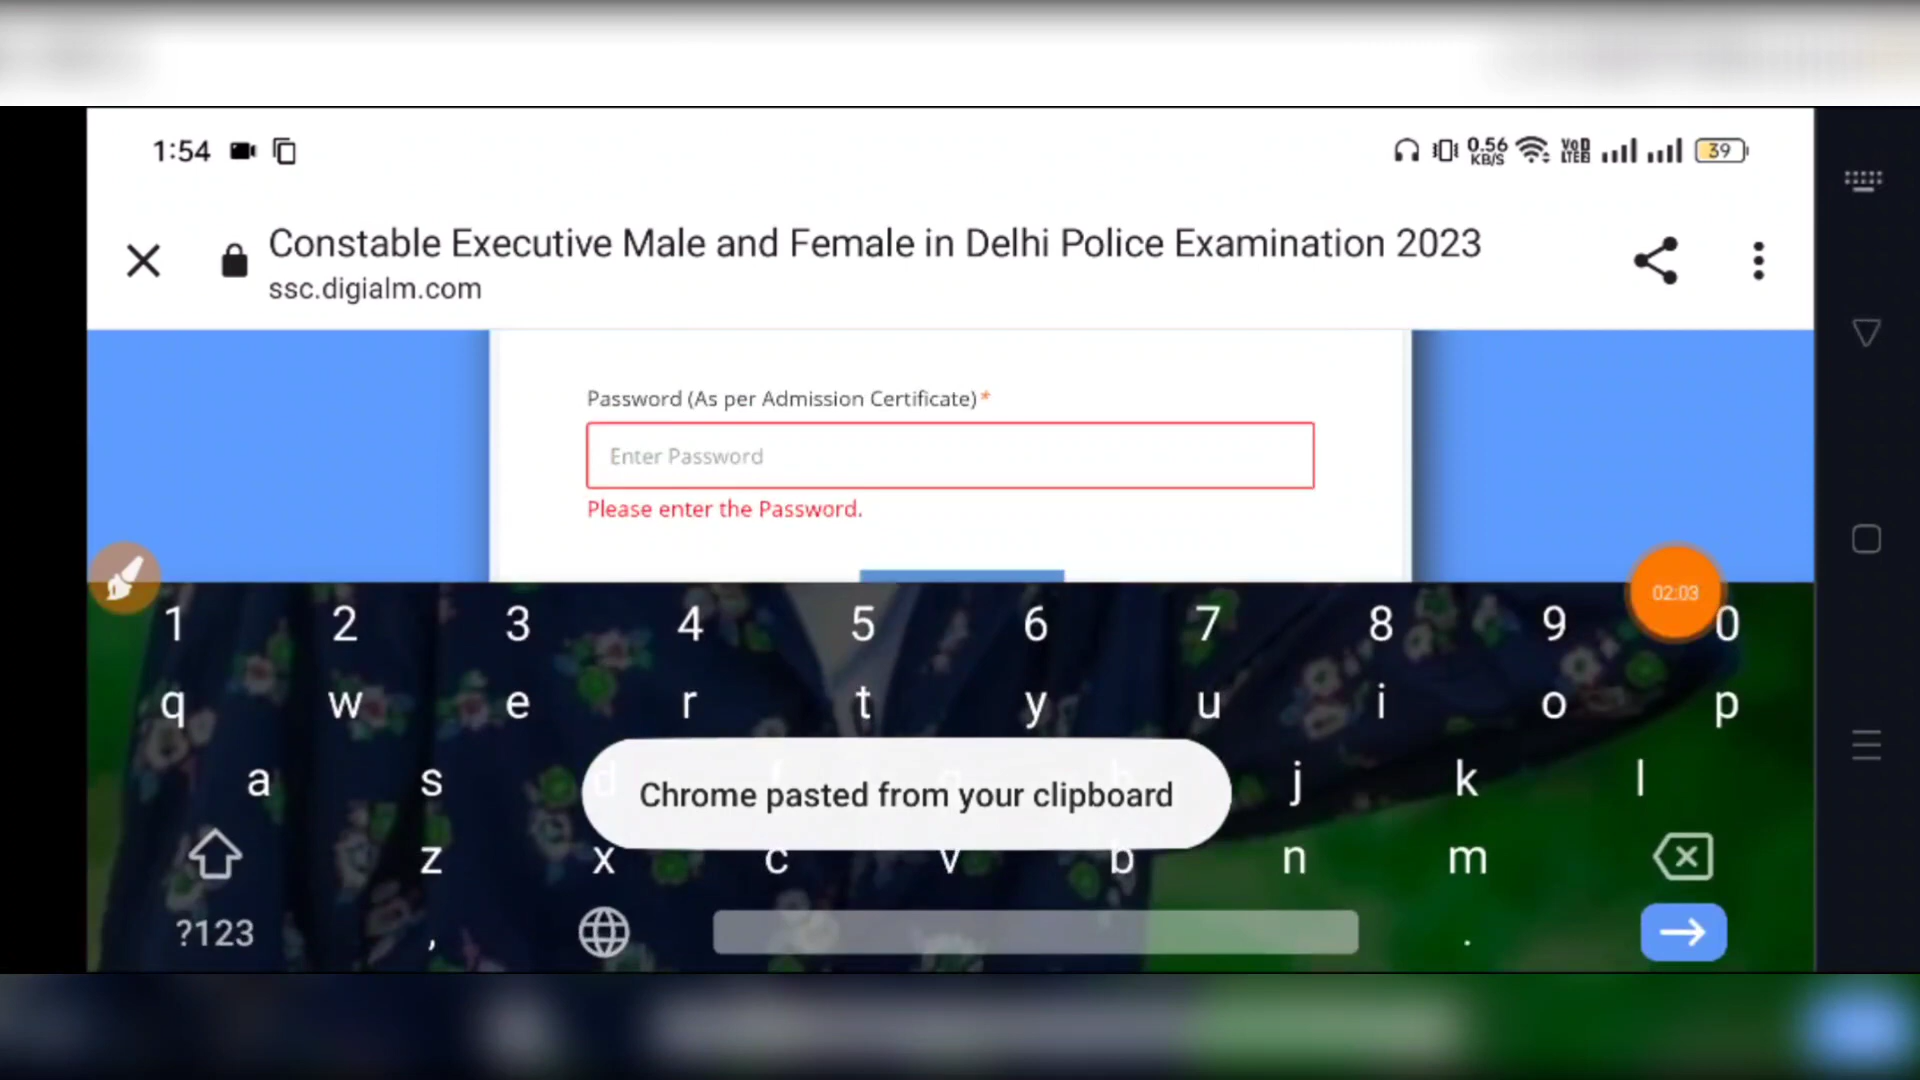 1:54
0.56 KB/S VoD LTE 39
Constable Executive Male and Female in Delhi Police Examination 2023
ssc.digialm.com
Password (As per Admission Certificate)*
Enter Password
Please enter the Password.
02:03
1 2 3 4 5 6 7 8 9 0
q w e r t y u i o p
a s d f g h j k l
Chrome pasted from your clipboard
z x c v b n m
?123 , .